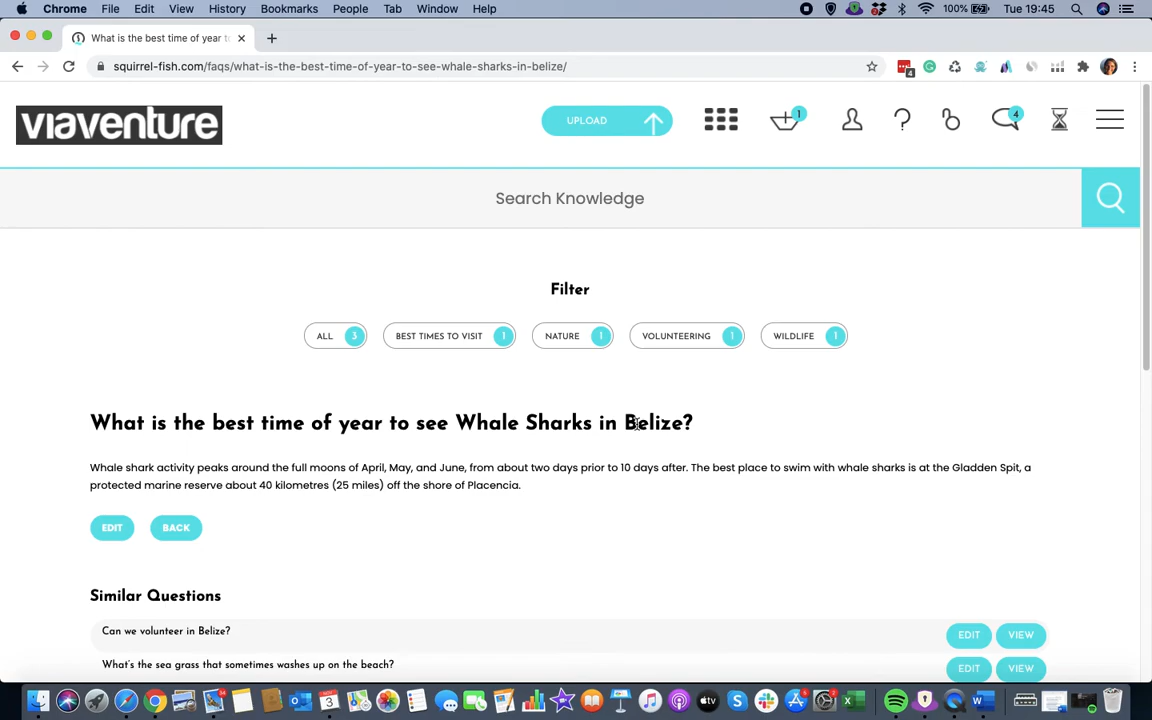 Chrome File Edit View History Bookmarks People Tab Window Help 100% Tue 19:45
What is the best time of year to
squirrel-fish.com/faqs/what-is-the-best-time-of-year-to-see-whale-sharks-in-belize/ 4
viaventure UPLOAD 1 4
Search Knowledge
Filter
ALL 3 BEST TIMES TO VISIT 1 NATURE 1 VOLUNTEERING 1 WILDLIFE 1
What is the best time of year to see Whale Sharks in Belize?
Whale shark activity peaks around the full moons of April, May, and June, from about two days prior to 10 days after. The best place to swim with whale sharks is at the Gladden Spit, a
protected marine reserve about 40 kilometres (25 miles) off the shore of Placencia.
EDIT BACK
Similar Questions
Can we volunteer in Belize? EDIT VIEW
What's the sea grass that sometimes washes up on the beach? EDIT VIEW